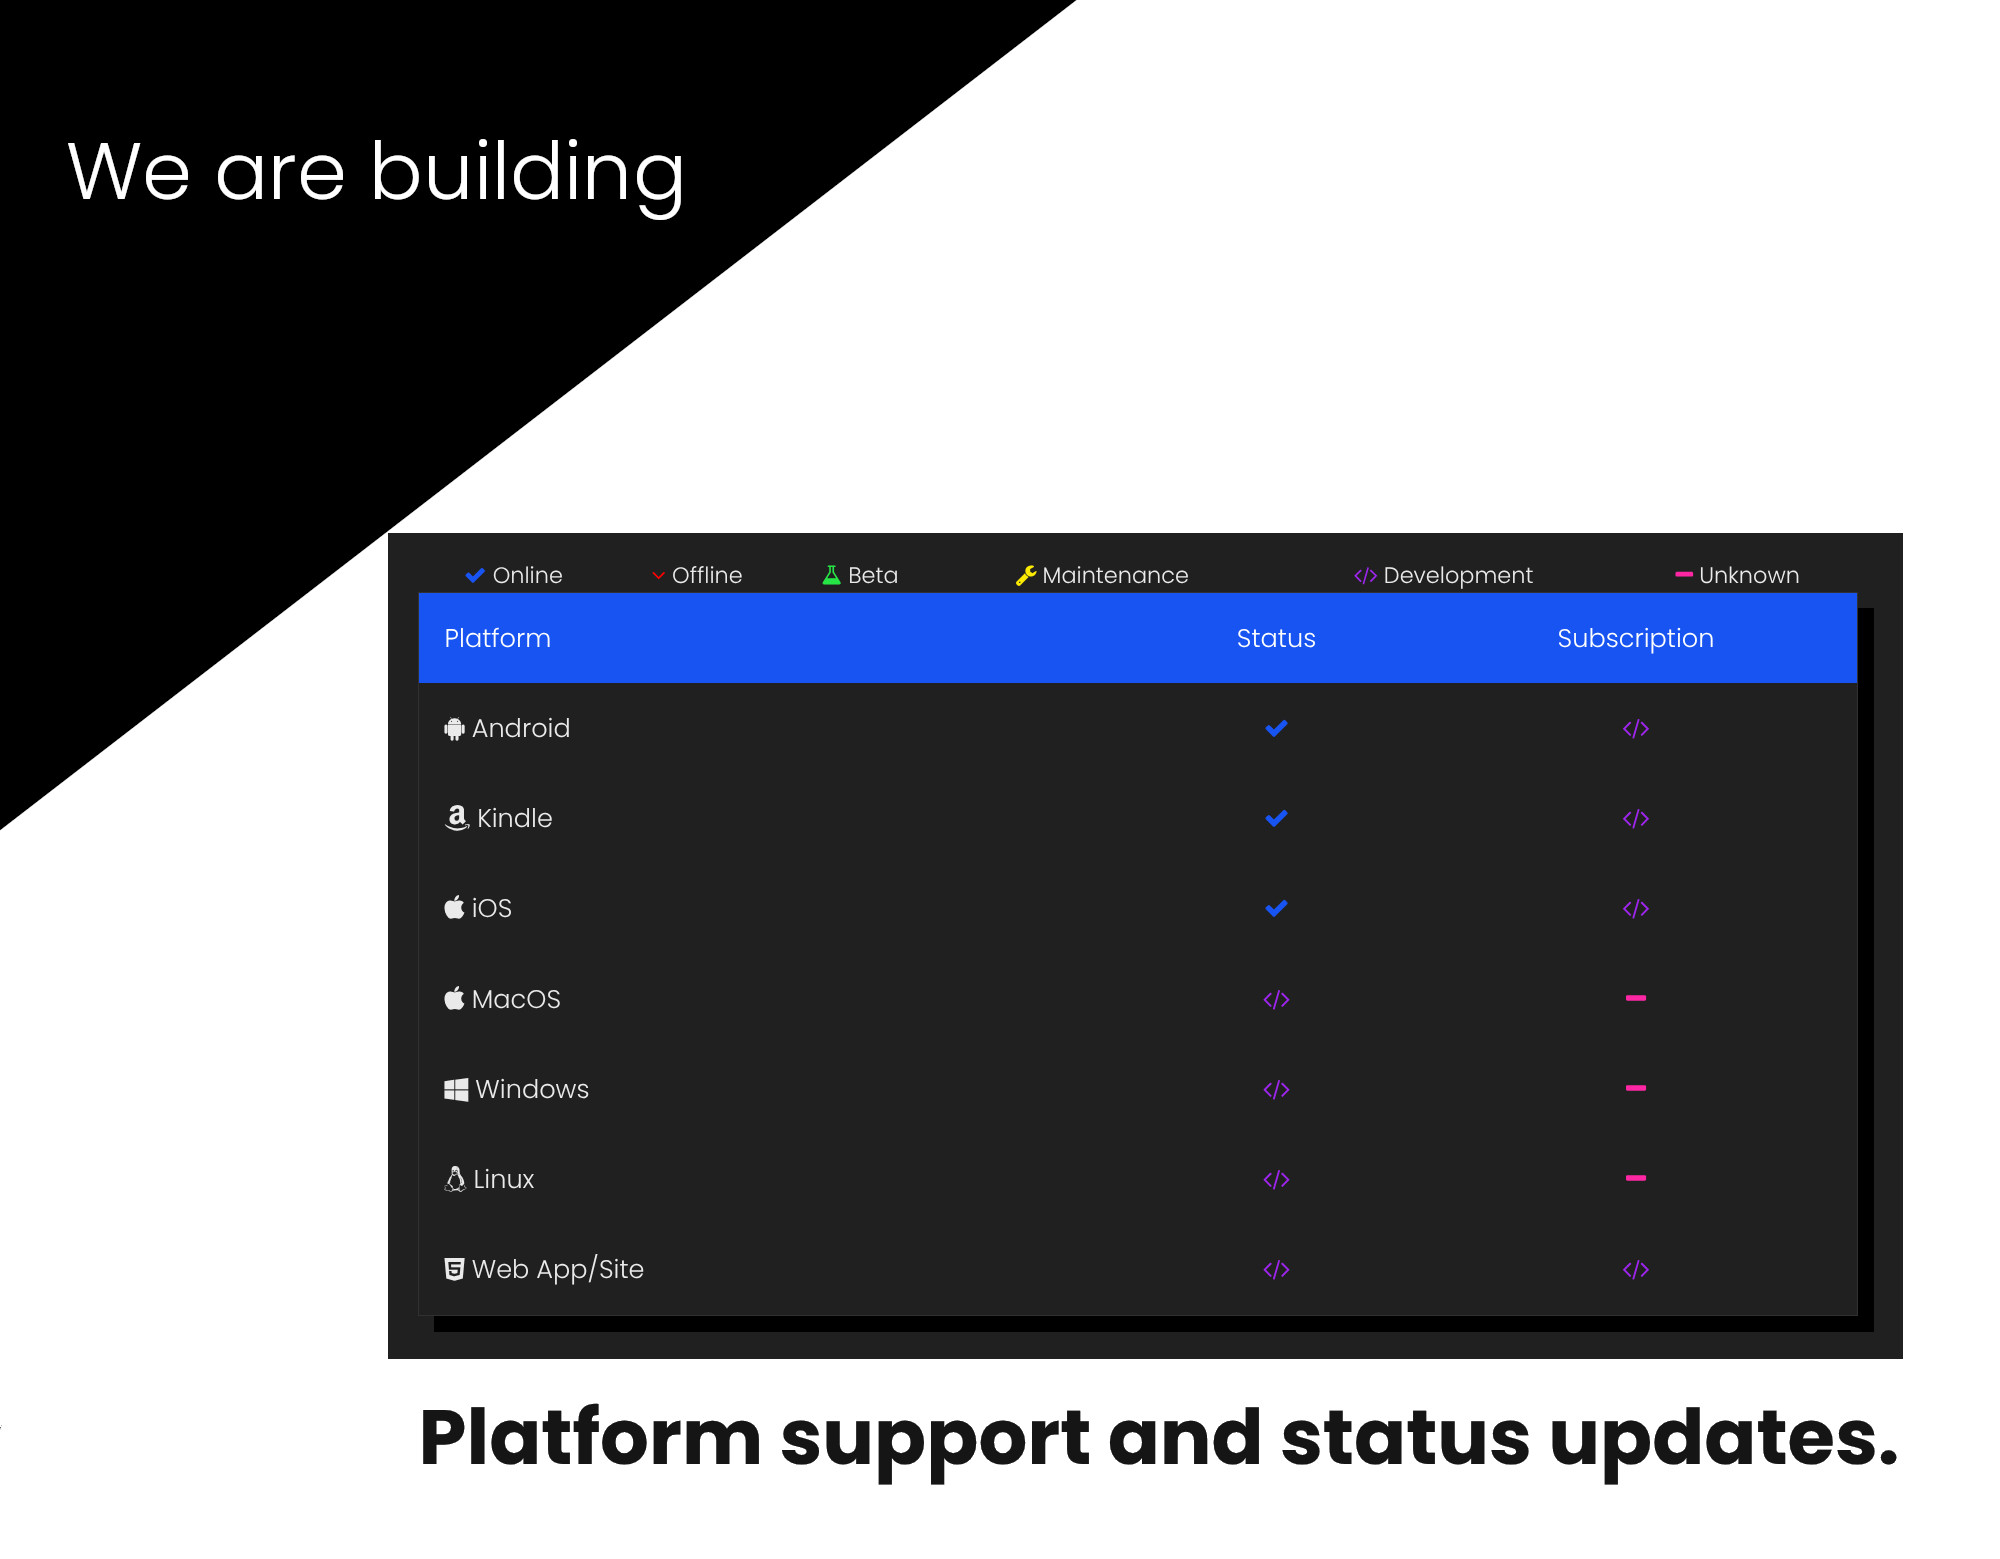 We are building
Online Offline Beta Maintenance Development Unknown
Platform Status Subscription
Android
Kindle
iOS
MacOS
Windows
Linux
Web App/Site
Platform support and status updates.